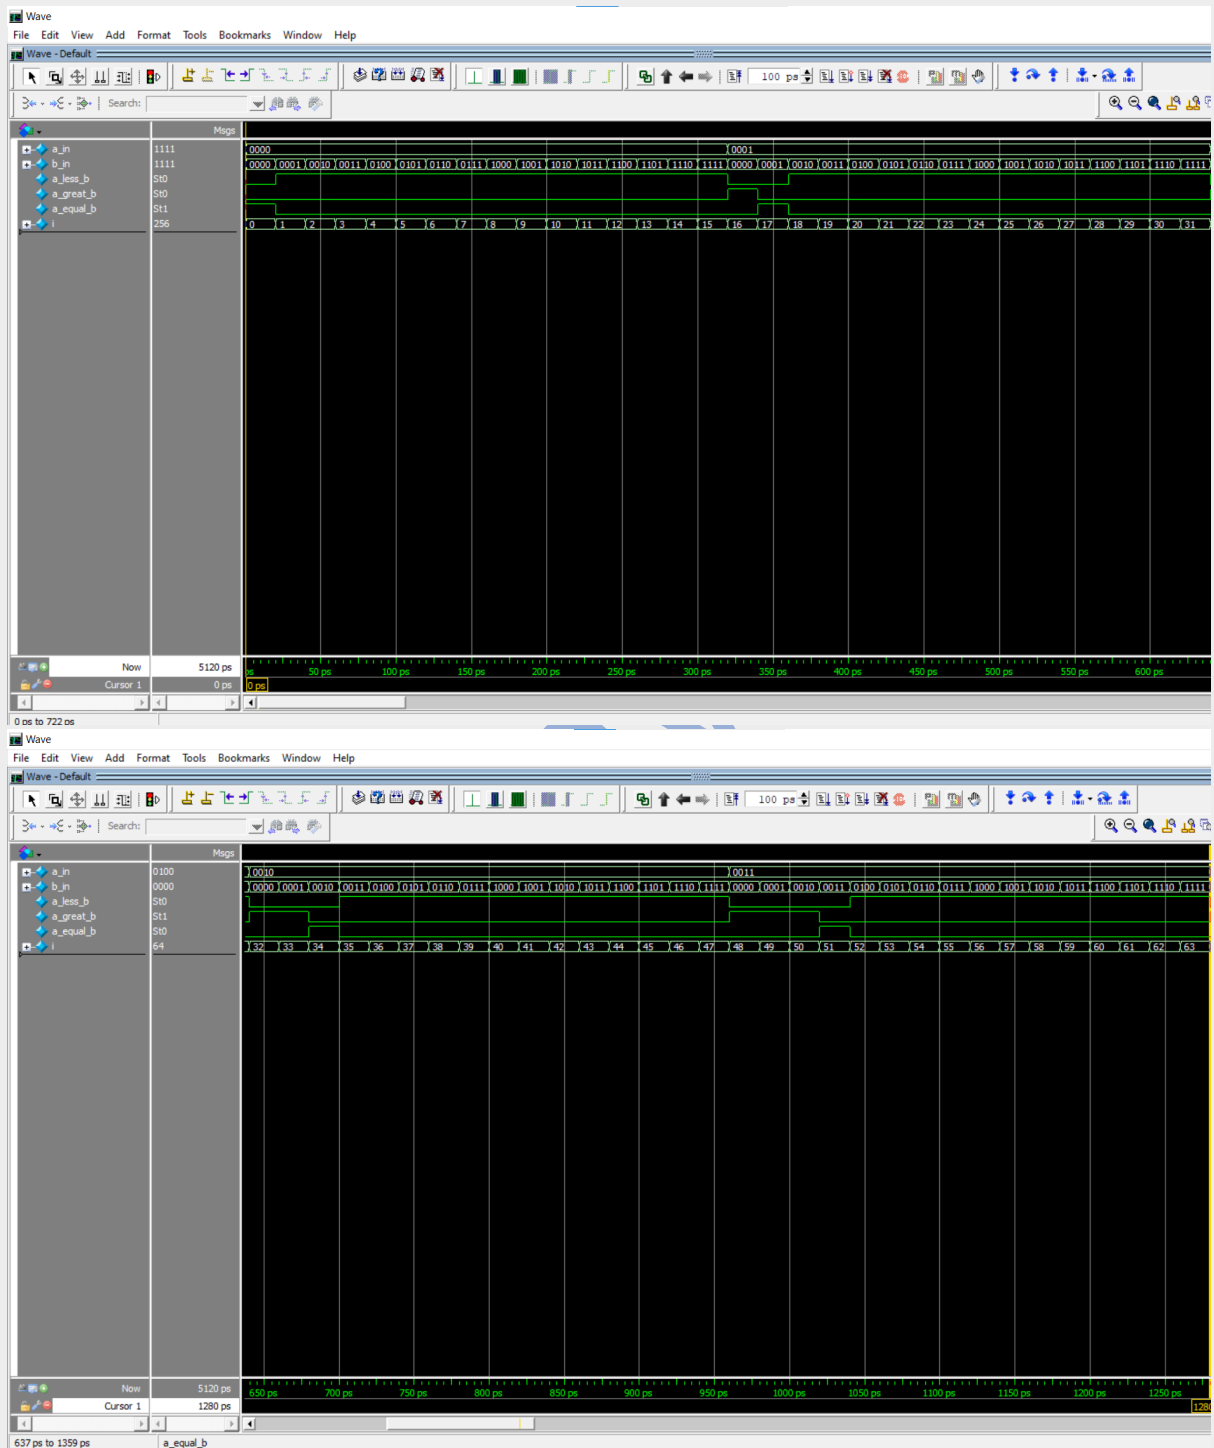 Wave
File Edit View Add Format Tools Bookmarks Window Help
Wave - Default
100 ps
Search:
Msgs
a_in 1111 0000 0001
b_in 1111 0000 0001 0010 0011 0100 0101 0110 0111 1000 1001 1010 1011 1100 1101 1110 1111 0000 0001 0010 0011 0100 0101 0110 0111 1000 1001 1010 1011 1100 1101 1110 1111
a_less_b St0
a_great_b St0
a_equal_b St1
i 256 0 1 2 3 4 5 6 7 8 9 10 11 12 13 14 15 16 17 18 19 20 21 22 23 24 25 26 27 28 29 30 31
Now 5120 ps ps 50 ps 100 ps 150 ps 200 ps 250 ps 300 ps 350 ps 400 ps 450 ps 500 ps 550 ps 600 ps
Cursor 1 0 ps 0 ps
0 ps to 722 ps
Wave
File Edit View Add Format Tools Bookmarks Window Help
Wave - Default
100 ps
Search:
Msgs
a_in 0100 0010 0011
b_in 0000 0000 0001 0010 0011 0100 0101 0110 0111 1000 1001 1010 1011 1100 1101 1110 1111 0000 0001 0010 0011 0100 0101 0110 0111 1000 1001 1010 1011 1100 1101 1110 1111
a_less_b St0
a_great_b St1
a_equal_b St0
i 64 32 33 34 35 36 37 38 39 40 41 42 43 44 45 46 47 48 49 50 51 52 53 54 55 56 57 58 59 60 61 62 63
Now 5120 ps 650 ps 700 ps 750 ps 800 ps 850 ps 900 ps 950 ps 1000 ps 1050 ps 1100 ps 1150 ps 1200 ps 1250 ps
Cursor 1 1280 ps 128
637 ps to 1359 ps a_equal_b